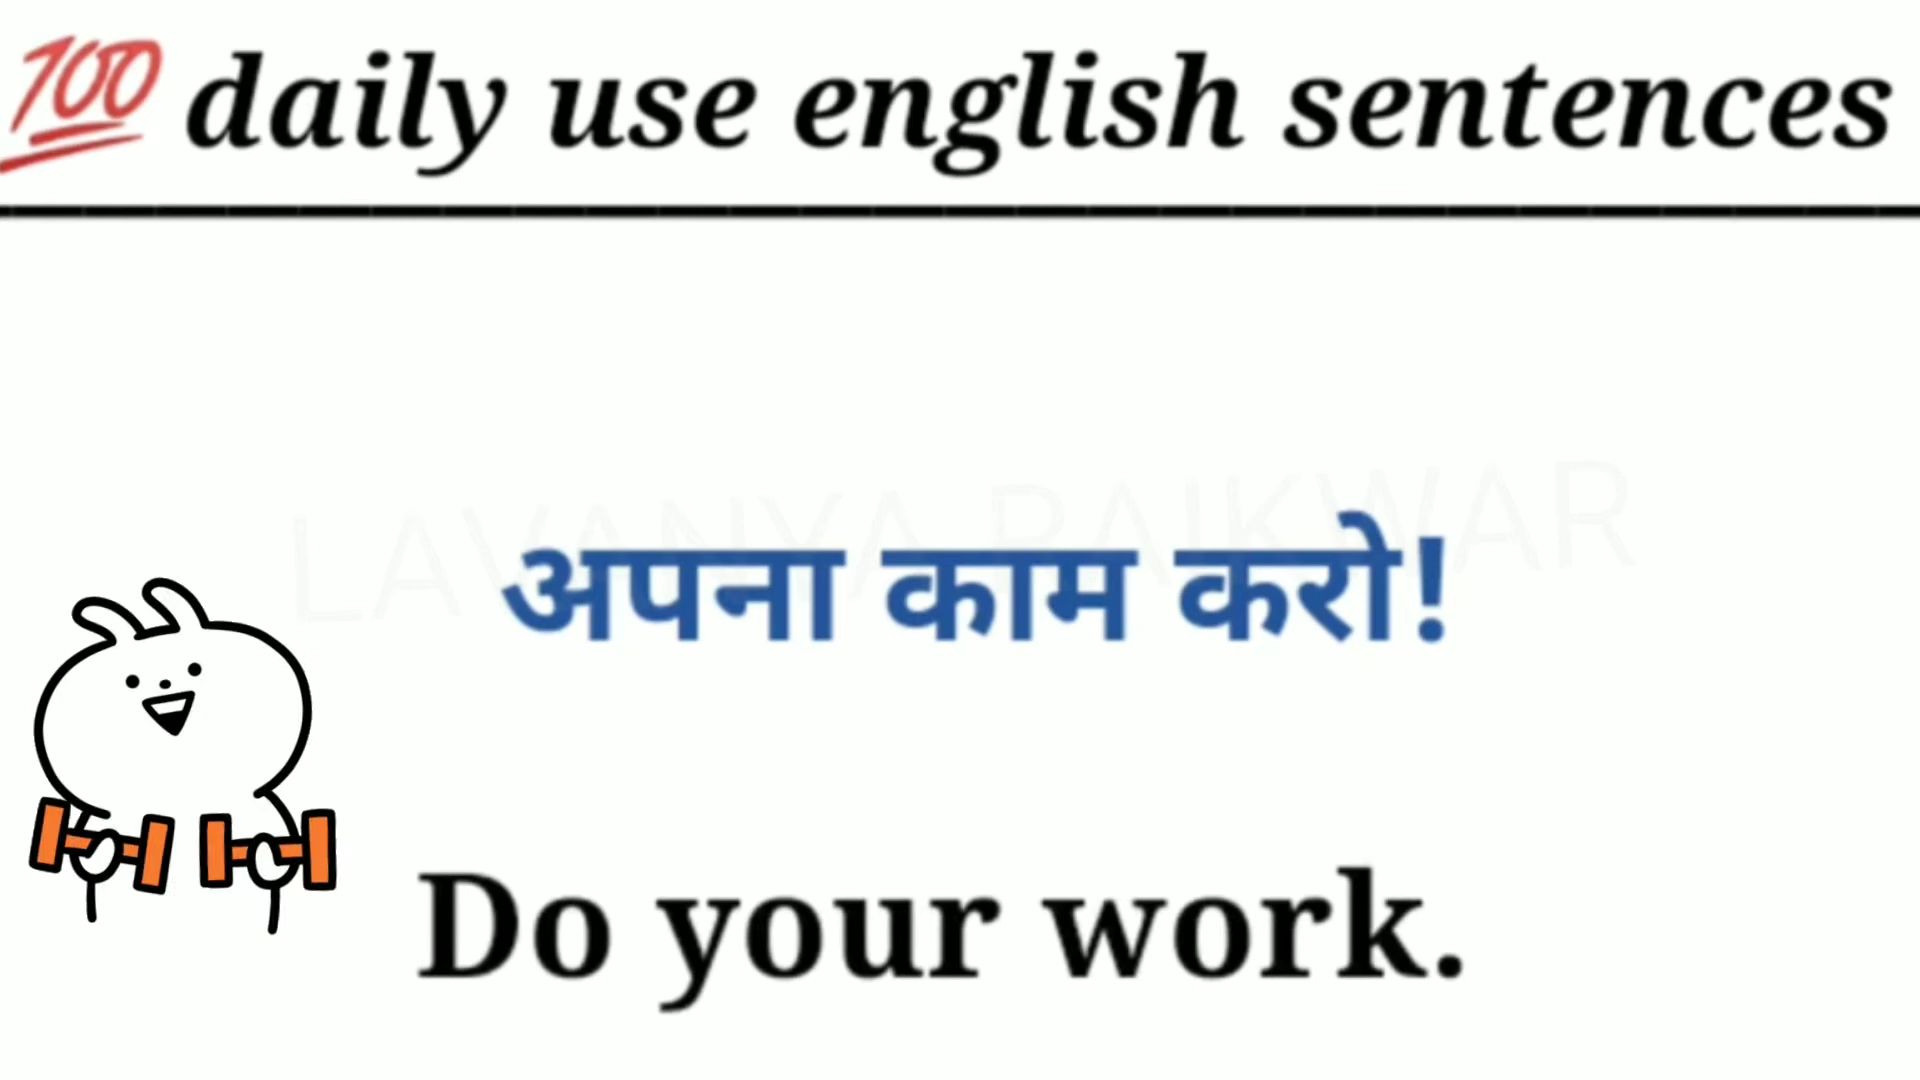 💯 daily use english sentences
LAVANYA RAIKWAR
अपना काम करो!
Do your work.